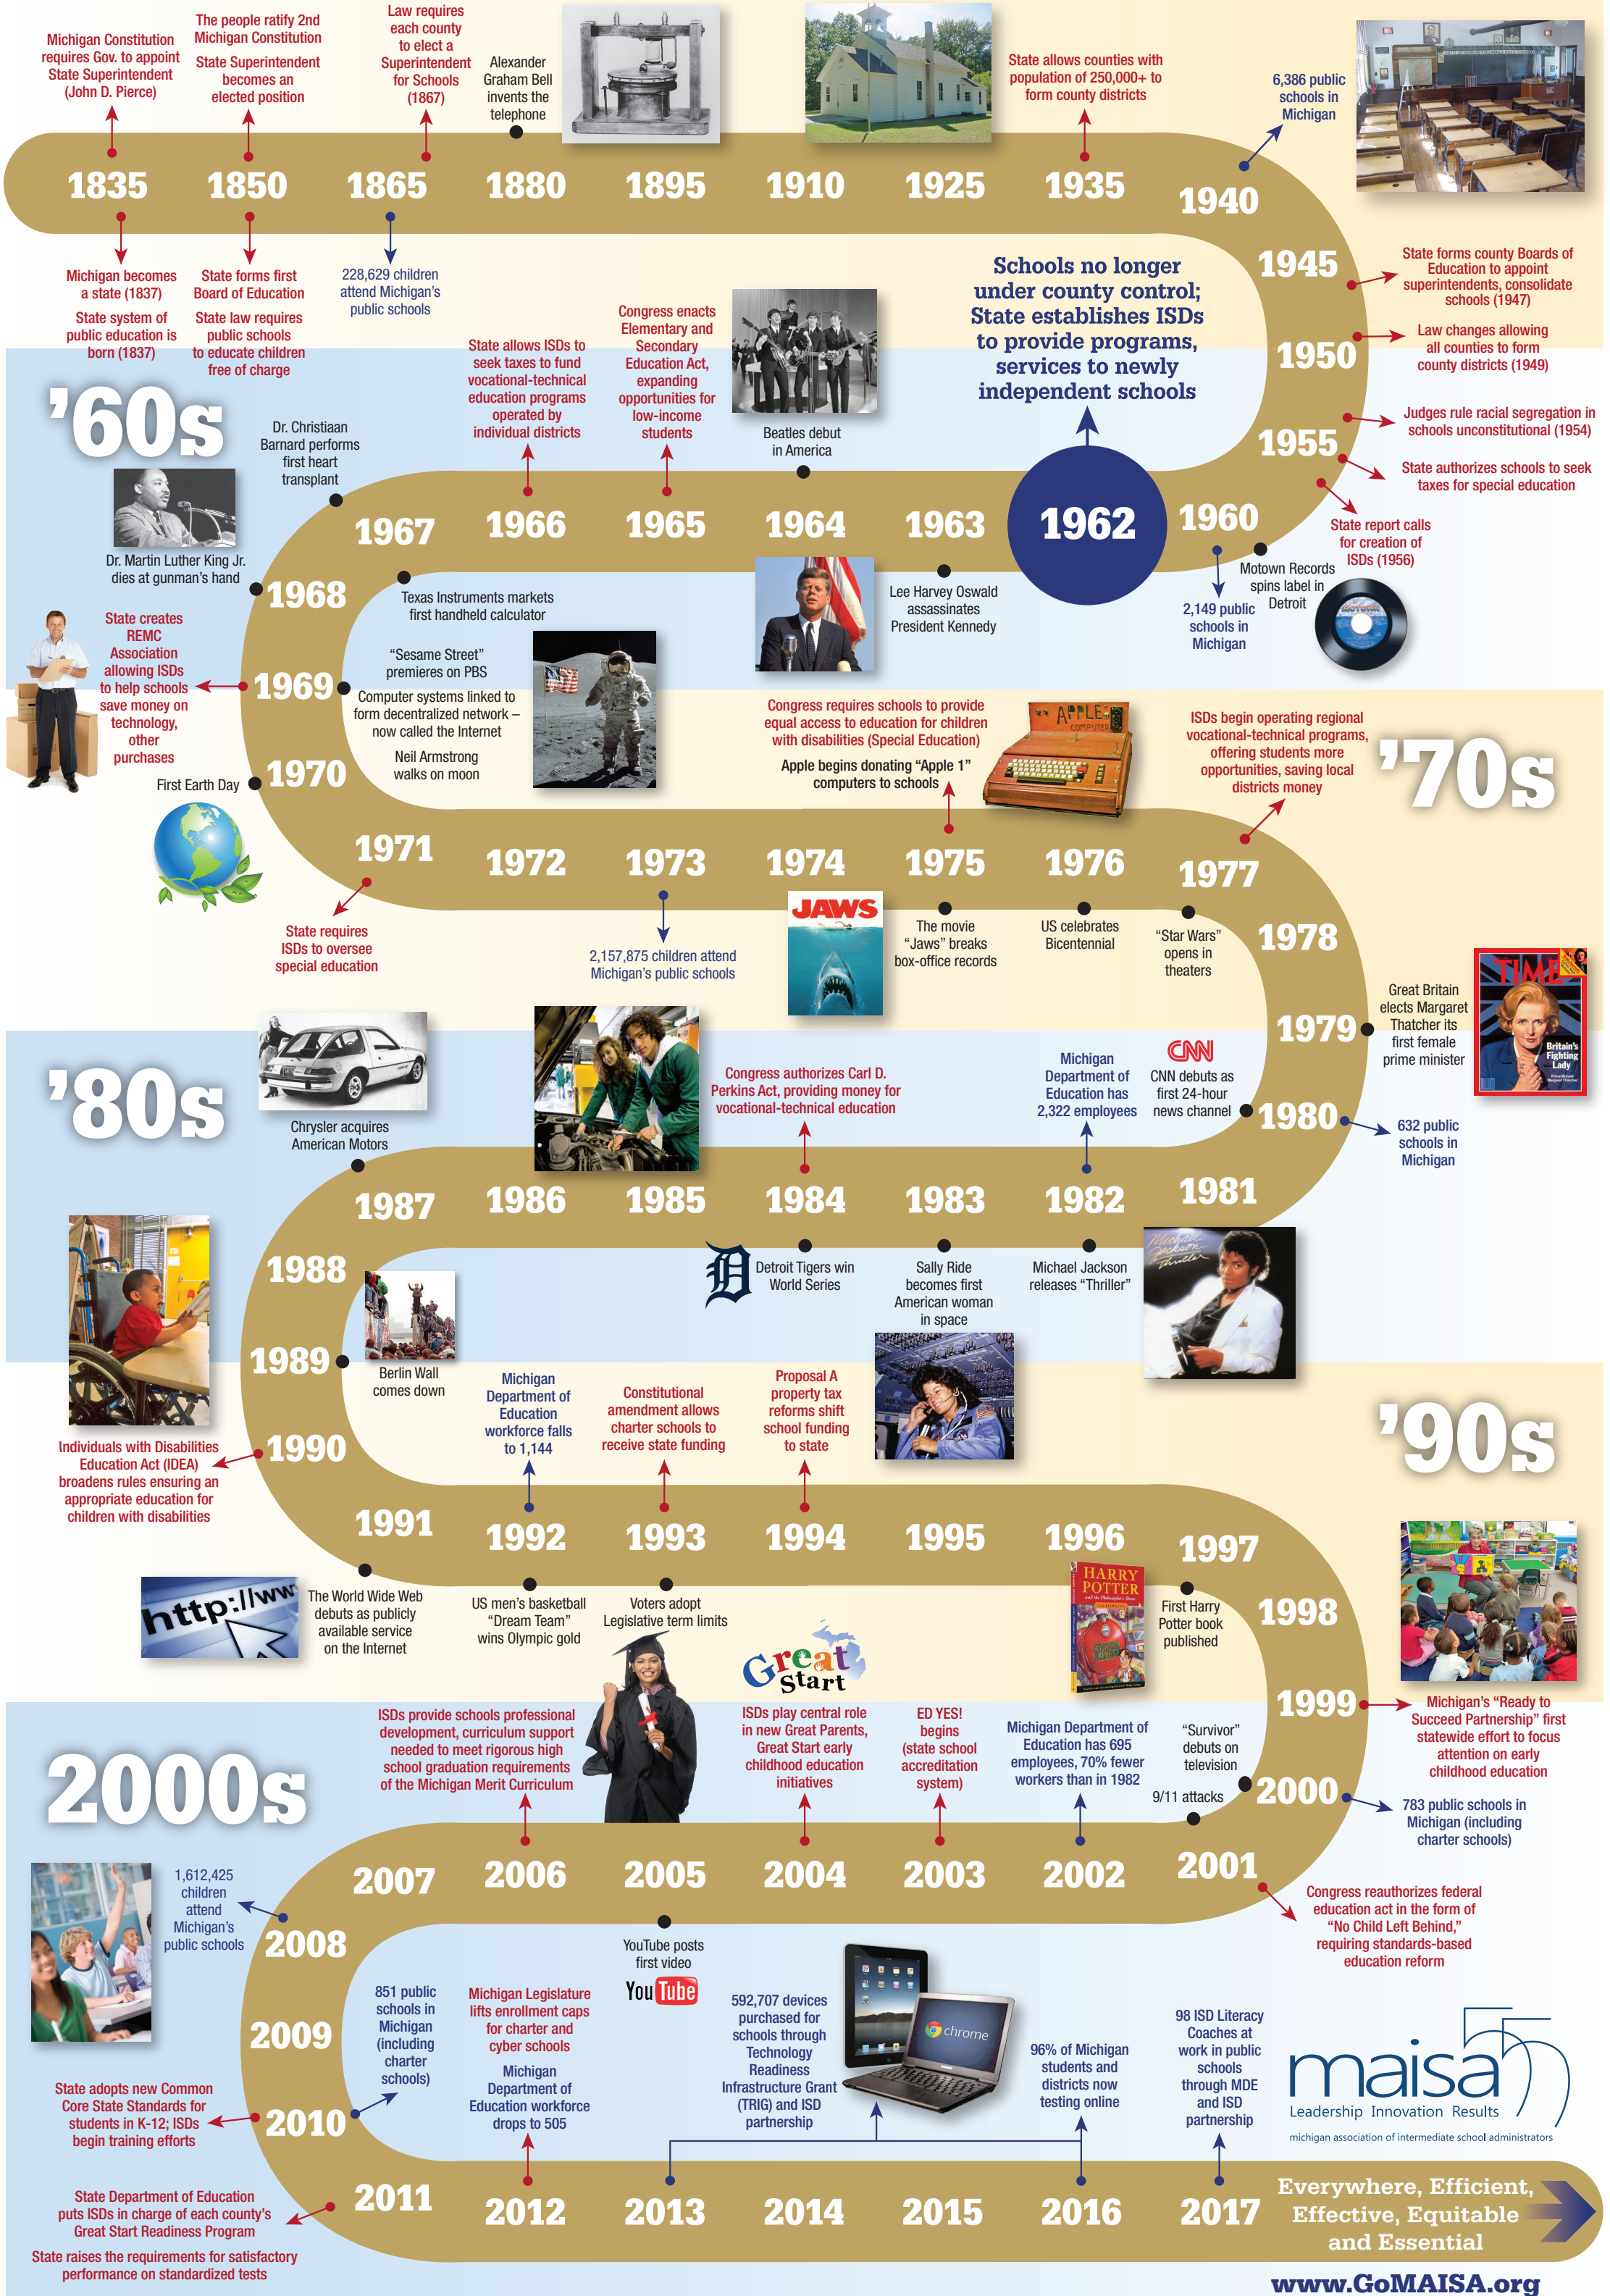 Michigan Constitution
requires Gov. to appoint
State Superintendent
(John D. Pierce)
The people ratify 2nd
Michigan Constitution
State Superintendent
becomes an
elected position
Law requires
each county
to elect a
Superintendent
for Schools
(1867)
Alexander
Graham Bell
invents the
telephone
State allows counties with
population of 250,000+ to
form county districts
6,386 public
schools in
Michigan
1835
1850
1865
1880
1895
1910
1925
1935
1940
1945
1950
1955
1960
Michigan becomes
a state (1837)
State system of
public education is
born (1837)
State forms first
Board of Education
State law requires
public schools
to educate children
free of charge
228,629 children
attend Michigan's
public schools
State forms county Boards of
Education to appoint
superintendents, consolidate
schools (1947)
Law changes allowing
all counties to form
county districts (1949)
Judges rule racial segregation in
schools unconstitutional (1954)
State authorizes schools to seek
taxes for special education
State report calls
for creation of
ISDs (1956)
Motown Records
spins label in
Detroit
2,149 public
schools in
Michigan
Schools no longer
under county control;
State establishes ISDs
to provide programs,
services to newly
independent schools
'60s
1962
1963
1964
1965
1966
1967
1968
1969
1970
Lee Harvey Oswald
assassinates
President Kennedy
Beatles debut
in America
Congress enacts
Elementary and
Secondary
Education Act,
expanding
opportunities for
low-income
students
State allows ISDs to
seek taxes to fund
vocational-technical
education programs
operated by
individual districts
Dr. Christiaan
Barnard performs
first heart
transplant
Texas Instruments markets
first handheld calculator
Dr. Martin Luther King Jr.
dies at gunman's hand
State creates
REMC
Association
allowing ISDs
to help schools
save money on
technology,
other
purchases
"Sesame Street"
premieres on PBS
Computer systems linked to
form decentralized network –
now called the Internet
Neil Armstrong
walks on moon
First Earth Day
'70s
1971
1972
1973
1974
1975
1976
1977
1978
1979
1980
State requires
ISDs to oversee
special education
2,157,875 children attend
Michigan's public schools
Congress requires schools to provide
equal access to education for children
with disabilities (Special Education)
Apple begins donating "Apple 1"
computers to schools
APPLE
COMPUTER
JAWS
The movie
"Jaws" breaks
box-office records
US celebrates
Bicentennial
ISDs begin operating regional
vocational-technical programs,
offering students more
opportunities, saving local
districts money
"Star Wars"
opens in
theaters
Great Britain
elects Margaret
Thatcher its
first female
prime minister
TIME
Britain's
Fighting
Lady
'80s
CNN
CNN debuts as
first 24-hour
news channel
632 public
schools in
Michigan
1981
1982
1983
1984
1985
1986
1987
1988
1989
1990
Michigan
Department of
Education has
2,322 employees
Michael Jackson
releases "Thriller"
Michael
Jackson
Thriller
Sally Ride
becomes first
American woman
in space
Congress authorizes Carl D.
Perkins Act, providing money for
vocational-technical education
D
Detroit Tigers win
World Series
Chrysler acquires
American Motors
Berlin Wall
comes down
'90s
Individuals with Disabilities
Education Act (IDEA)
broadens rules ensuring an
appropriate education for
children with disabilities
1991
1992
1993
1994
1995
1996
1997
1998
1999
2000
http://ww
The World Wide Web
debuts as publicly
available service
on the Internet
Michigan
Department of
Education
workforce falls
to 1,144
US men's basketball
"Dream Team"
wins Olympic gold
Constitutional
amendment allows
charter schools to
receive state funding
Voters adopt
Legislative term limits
Proposal A
property tax
reforms shift
school funding
to state
HARRY
POTTER
First Harry
Potter book
published
Michigan's "Ready to
Succeed Partnership" first
statewide effort to focus
attention on early
childhood education
2000s
"Survivor"
debuts on
television
783 public schools in
Michigan (including
charter schools)
2001
2002
2003
2004
2005
2006
2007
2008
2009
2010
9/11 attacks
Congress reauthorizes federal
education act in the form of
"No Child Left Behind,"
requiring standards-based
education reform
Michigan Department of
Education has 695
employees, 70% fewer
workers than in 1982
ED YES!
begins
(state school
accreditation
system)
Great
Start
ISDs play central role
in new Great Parents,
Great Start early
childhood education
initiatives
YouTube posts
first video
YouTube
ISDs provide schools professional
development, curriculum support
needed to meet rigorous high
school graduation requirements
of the Michigan Merit Curriculum
1,612,425
children
attend
Michigan's
public schools
851 public
schools in
Michigan
(including
charter
schools)
State adopts new Common
Core State Standards for
students in K-12; ISDs
begin training efforts
2011
2012
2013
2014
2015
2016
2017
State Department of Education
puts ISDs in charge of each county's
Great Start Readiness Program
State raises the requirements for satisfactory
performance on standardized tests
Michigan Legislature
lifts enrollment caps
for charter and
cyber schools
Michigan
Department of
Education workforce
drops to 505
592,707 devices
purchased for
schools through
Technology
Readiness
Infrastructure Grant
(TRIG) and ISD
partnership
chrome
96% of Michigan
students and
districts now
testing online
98 ISD Literacy
Coaches at
work in public
schools
through MDE
and ISD
partnership
maisa 55
Leadership Innovation Results
michigan association of intermediate school administrators
Everywhere, Efficient,
Effective, Equitable
and Essential
www.GoMAISA.org